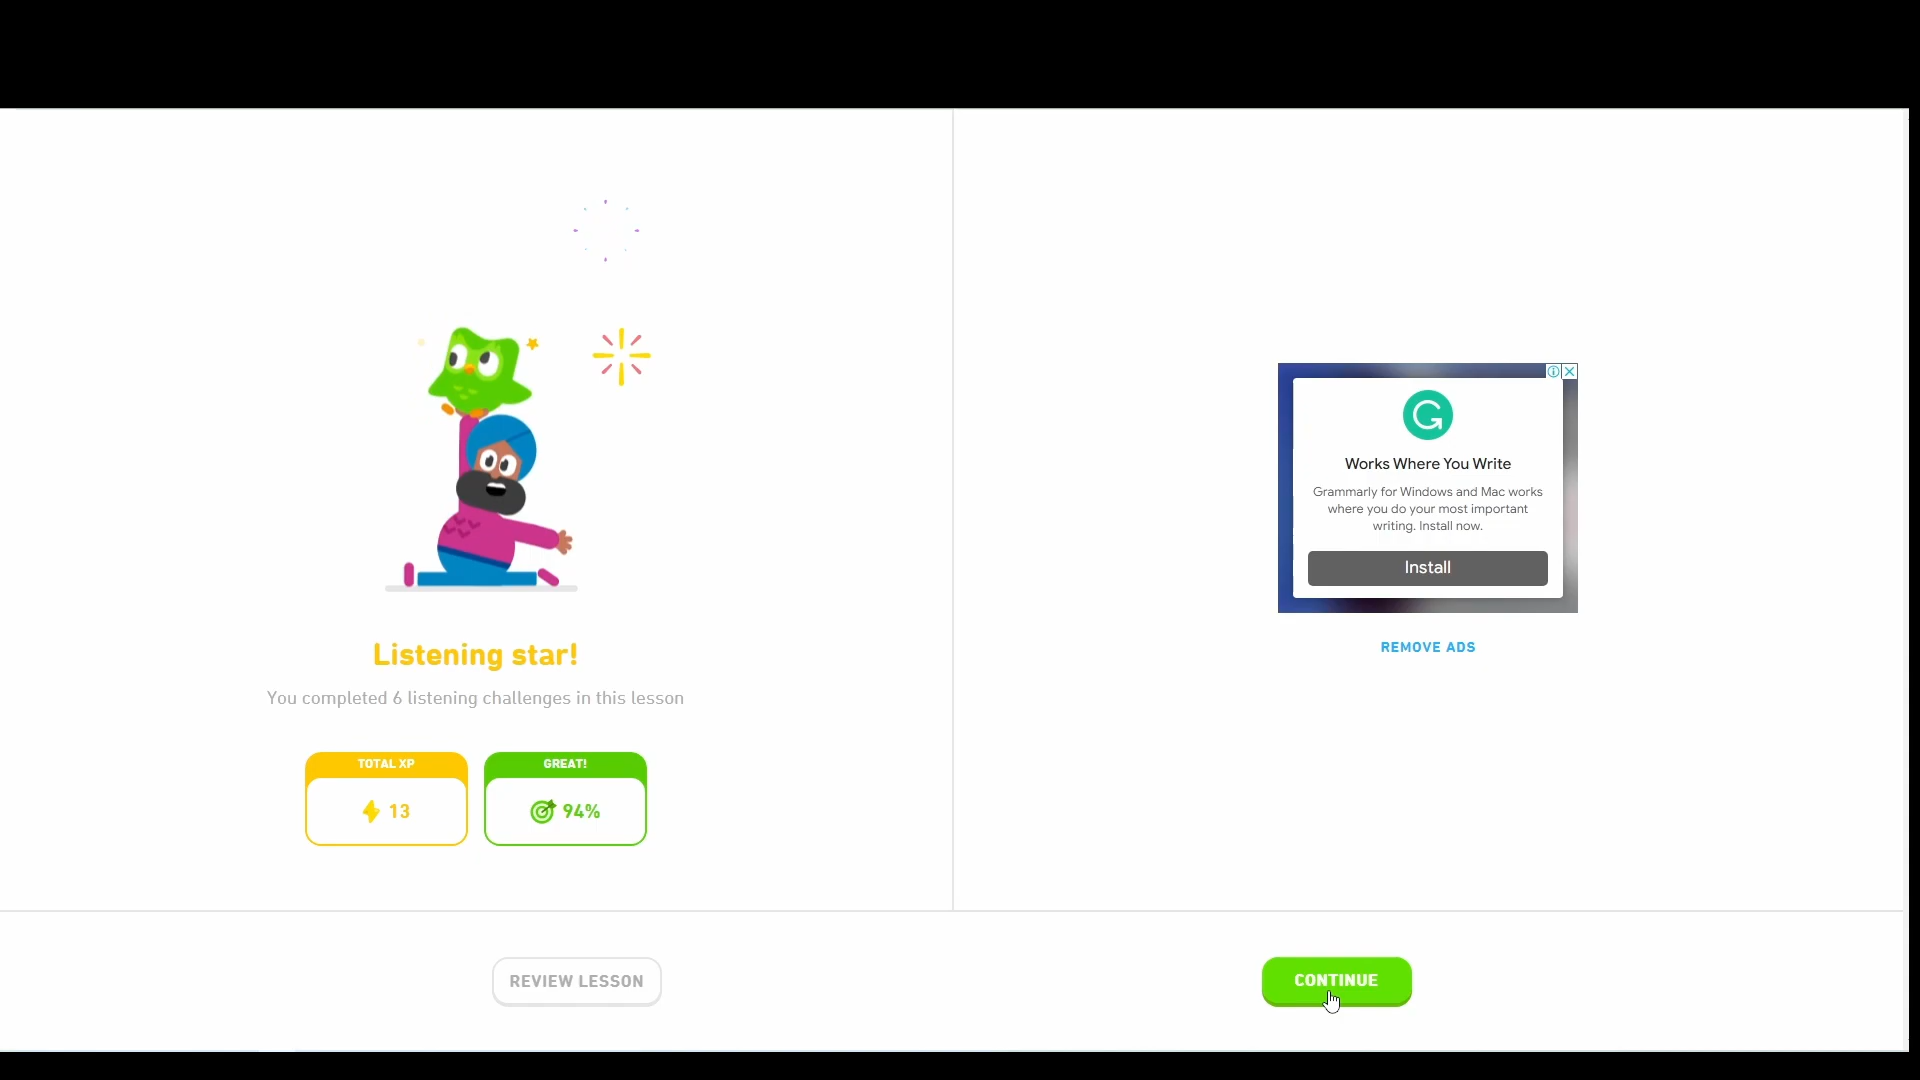 Listening star!
You completed 6 listening challenges in this lesson
TOTAL XP
13
GREAT!
94%
Works Where You Write
Grammarly for Windows and Mac works
where you do your most important
writing. Install now.
Install
REMOVE ADS
REVIEW LESSON
CONTINUE